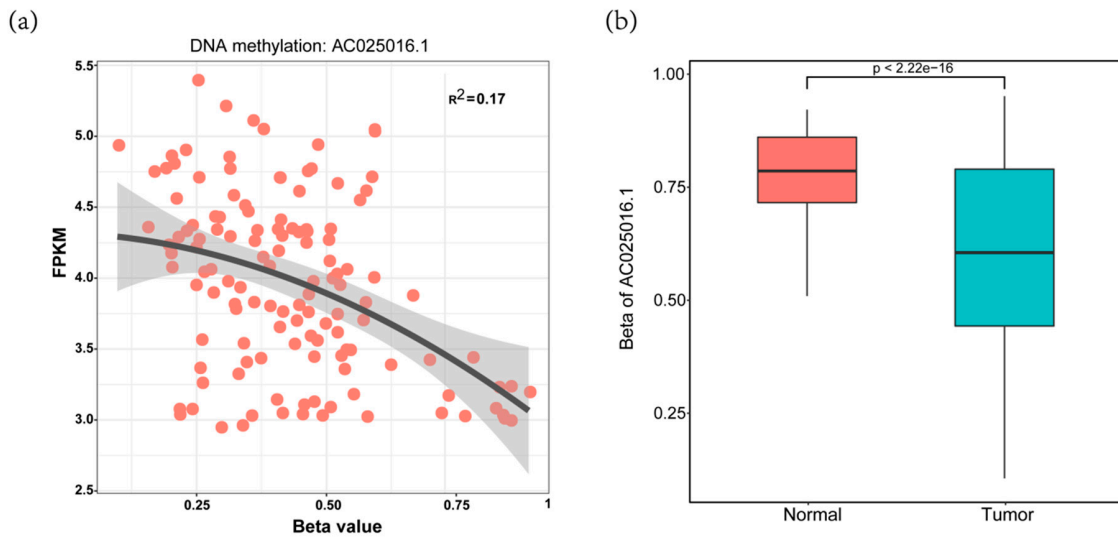 (a)
DNA methylation: AC025016.1
R2=0.17
FPKM
5.5
5.0
4.5
4.0
3.5
3.0
2.5
0.25
0.50
0.75
1
Beta value
(b)
p < 2.22e−16
Beta of AC025016.1
1.00
0.75
0.50
0.25
Normal
Tumor